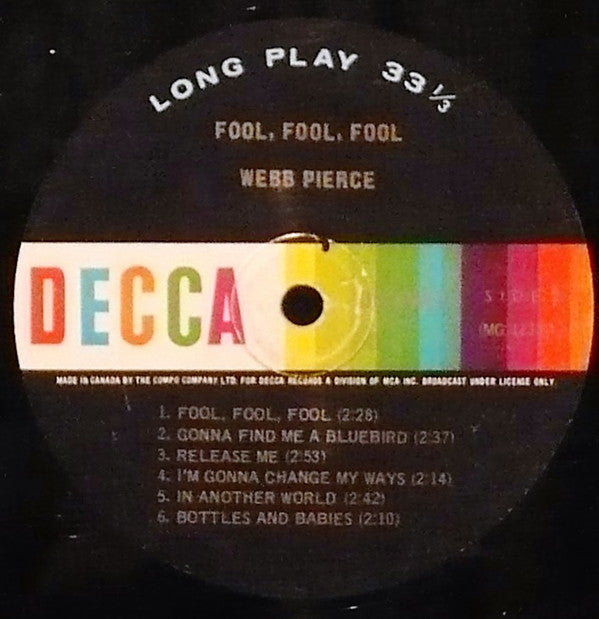 LONG PLAY 33 1/3
FOOL, FOOL, FOOL
WEBB PIERCE
DECCA
SIDE
MADE IN CANADA BY THE COMPO COMPANY LTD. FOR DECCA RECORDS A DIVISION OF MCA INC. BROADCAST UNDER LICENSE ONLY.
1. FOOL, FOOL, FOOL (2:28)
2. GONNA FIND ME A BLUEBIRD (2:37)
3. RELEASE ME (2:53)
4. I'M GONNA CHANGE MY WAYS (2:14)
5. IN ANOTHER WORLD (2:42)
6. BOTTLES AND BABIES (2:10)